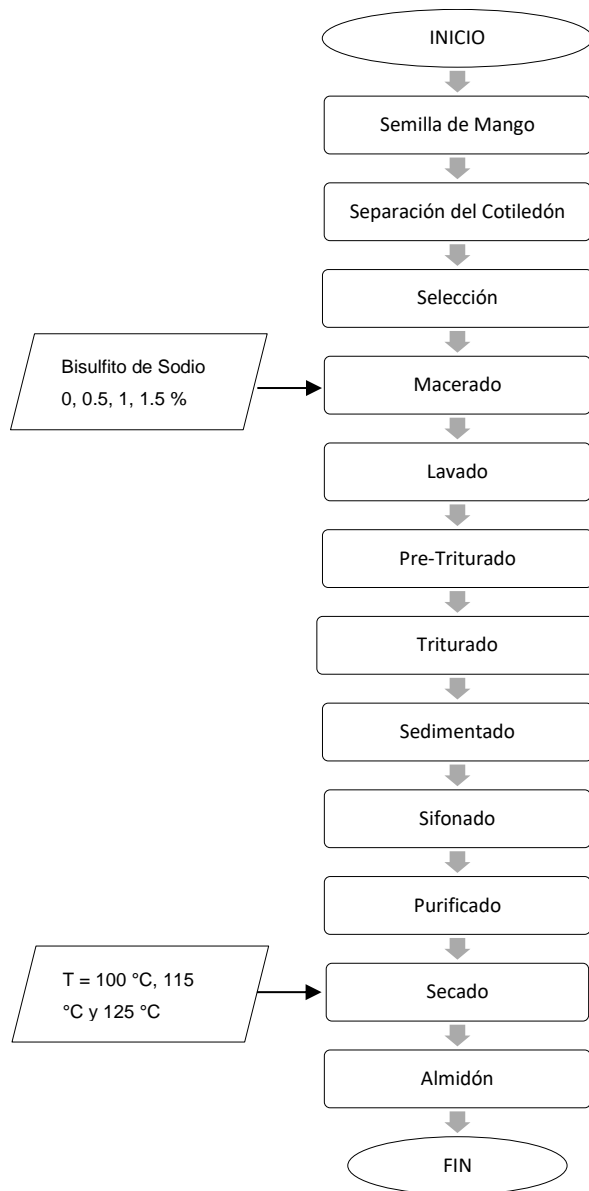 INICIO
Semilla de Mango
Separación del Cotiledón
Selección
Bisulfito de Sodio
0, 0.5, 1, 1.5 %
Macerado
Lavado
Pre-Triturado
Triturado
Sedimentado
Sifonado
Purificado
T = 100 °C, 115
°C y 125 °C
Secado
Almidón
FIN